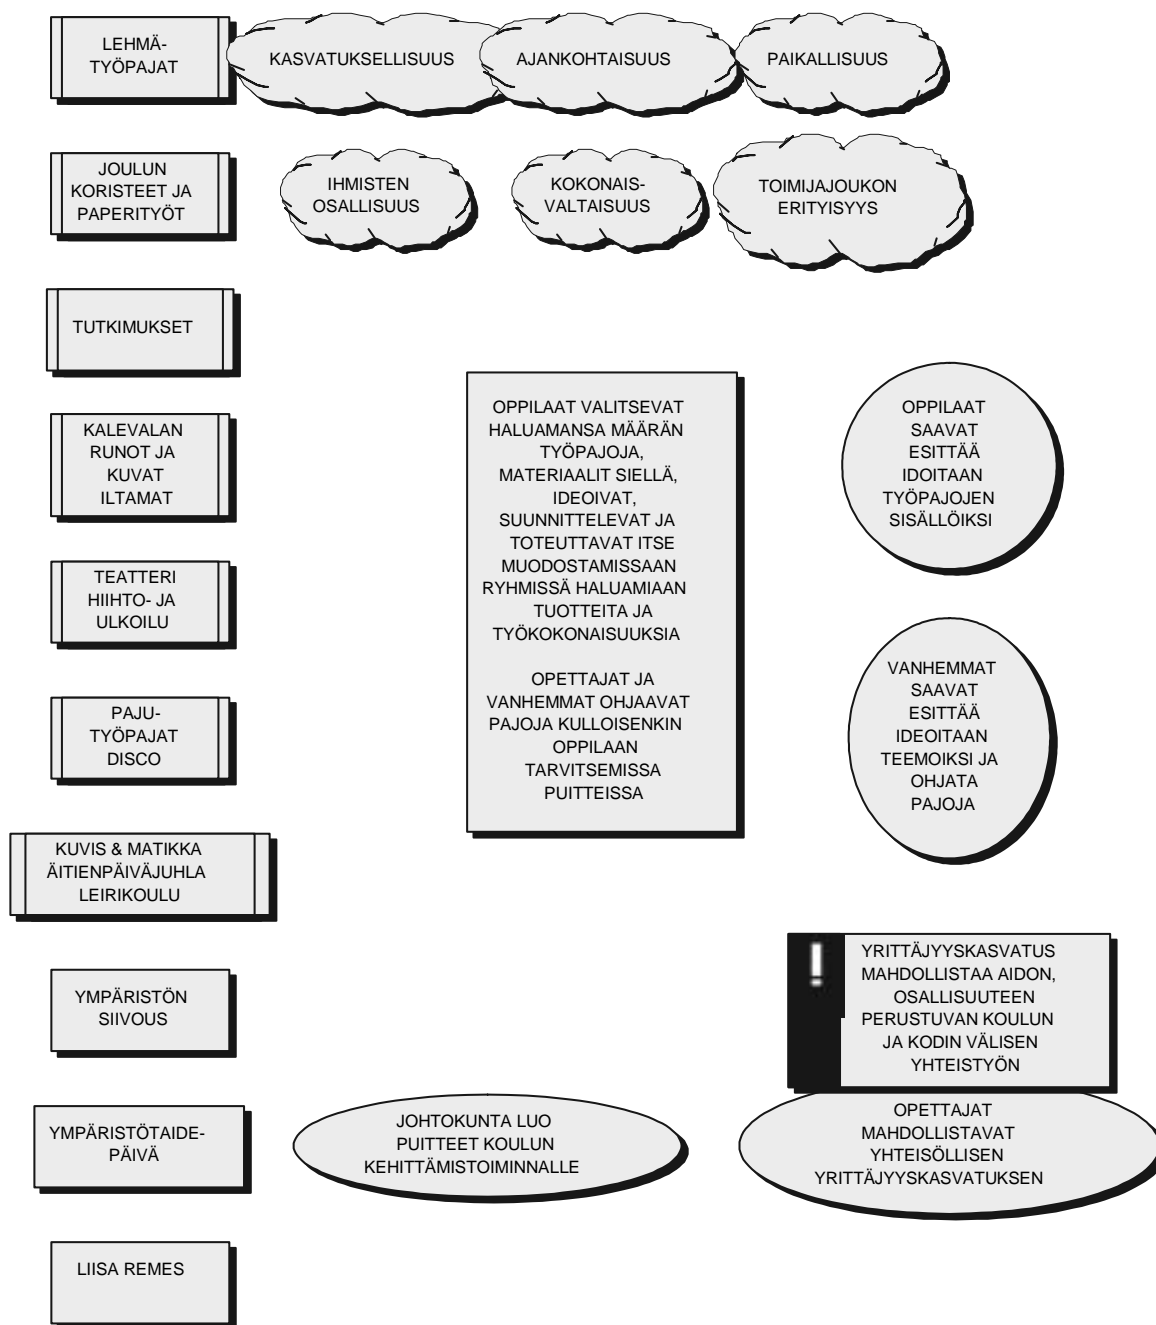 LEHMÄ-
TYÖPAJAT
KASVATUKSELLISUUS
AJANKOHTAISUUS
PAIKALLISUUS
JOULUN
KORISTEET JA
PAPERITYÖT
IHMISTEN
OSALLISUUS
KOKONAIS-
VALTAISUUS
TOIMIJAJOUKON
ERITYISYYS
TUTKIMUKSET
KALEVALAN
RUNOT JA
KUVAT
ILTAMAT
TEATTERI
HIIHTO- JA
ULKOILU
PAJU-
TYÖPAJAT
DISCO
OPPILAAT VALITSEVAT
HALUAMANSA MÄÄRÄN
TYÖPAJOJA,
MATERIAALIT SIELLÄ,
IDEOIVAT,
SUUNNITTELEVAT JA
TOTEUTTAVAT ITSE
MUODOSTAMISSAAN
RYHMISSÄ HALUAMIAAN
TUOTTEITA JA
TYÖKOKONAISUUKSIA
OPETTAJAT JA
VANHEMMAT OHJAAVAT
PAJOJA KULLOISENKIN
OPPILAAN
TARVITSEMISSA
PUITTEISSA
OPPILAAT
SAAVAT
ESITTÄÄ
IDOITAAN
TYÖPAJOJEN
SISÄLLÖIKSI
VANHEMMAT
SAAVAT
ESITTÄÄ
IDEOITAAN
TEEMOIKSI JA
OHJATA
PAJOJA
KUVIS & MATIKKA
ÄITIENPÄIVÄJUHLA
LEIRIKOULU
YMPÄRISTÖN
SIIVOUS
!
YRITTÄJYYSKASVATUS
MAHDOLLISTAA AIDON,
OSALLISUUTEEN
PERUSTUVAN KOULUN
JA KODIN VÄLISEN
YHTEISTYÖN
YMPÄRISTÖTAIDE-
PÄIVÄ
JOHTOKUNTA LUO
PUITTEET KOULUN
KEHITTÄMISTOIMINNALLE
OPETTAJAT
MAHDOLLISTAVAT
YHTEISÖLLISEN
YRITTÄJYYSKASVATUKSEN
LIISA REMES